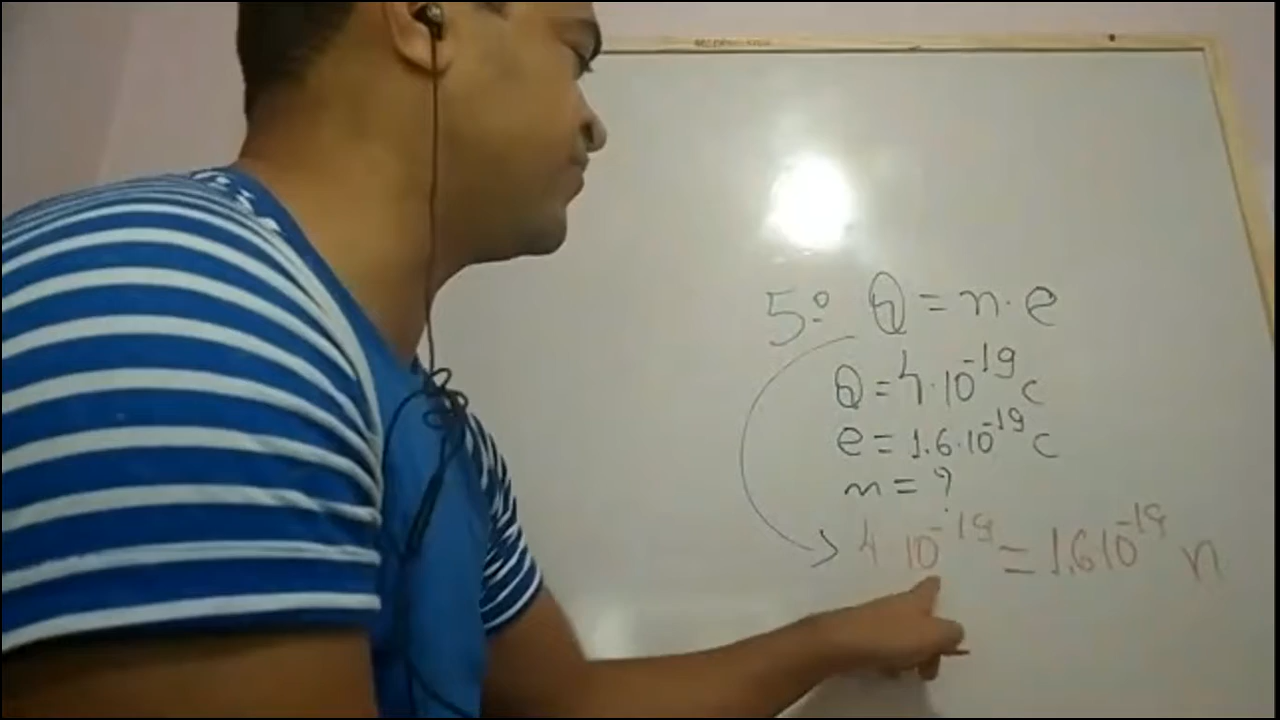 5º Q = n.e
Q = 4.10⁻¹⁹ c
e = 1.6.10⁻¹⁹ c
n = ?
4 10⁻¹⁹ = 1.6 10⁻¹⁹ n